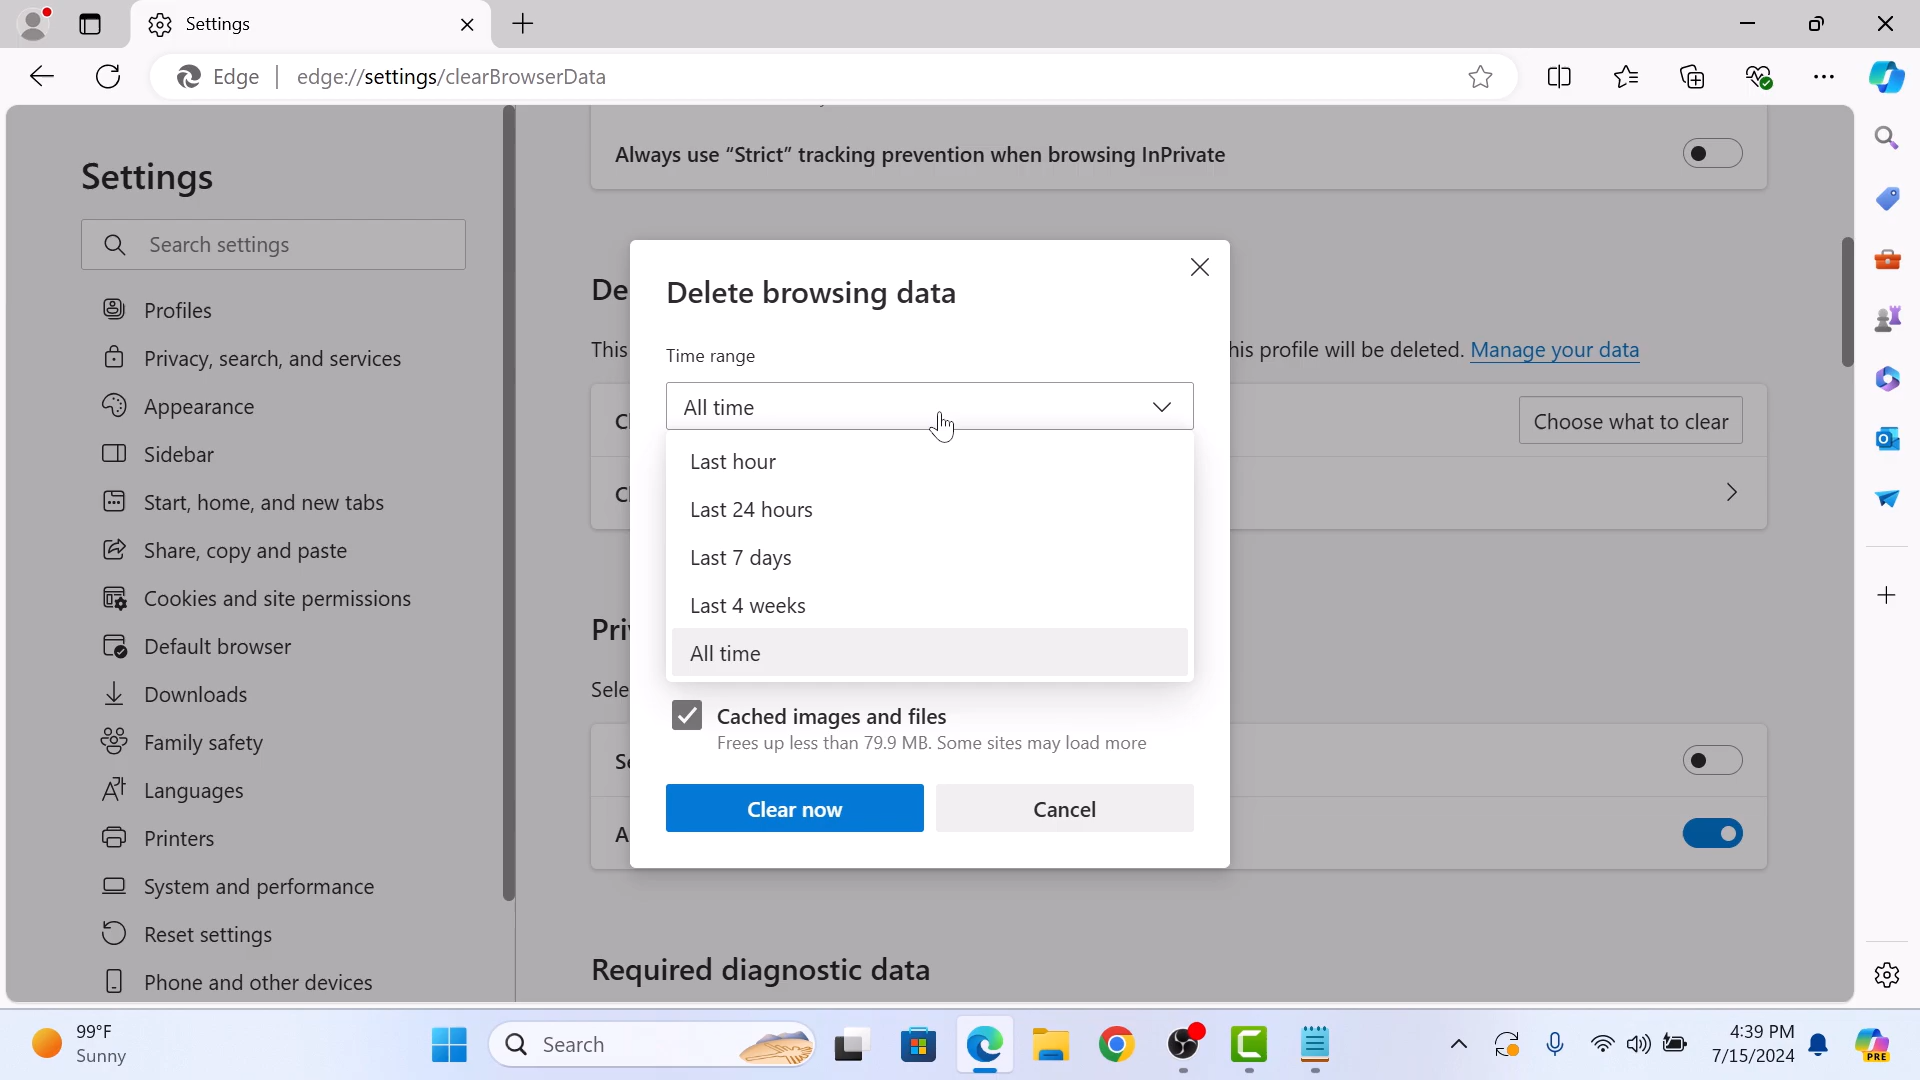 Settings
Edge
edge://settings/clearBrowserData
Settings
Search settings
Profiles
Privacy, search, and services
Appearance
Sidebar
Start, home, and new tabs
Share, copy and paste
Cookies and site permissions
Default browser
Downloads
Family safety
Languages
Printers
System and performance
Reset settings
Phone and other devices
Always use “Strict” tracking prevention when browsing InPrivate
De
This
his profile will be deleted. Manage your data
Choose what to clear
Pri
Sele
Required diagnostic data
Delete browsing data
Time range
All time
Last hour
Last 24 hours
Last 7 days
Last 4 weeks
All time
Cached images and files
Frees up less than 79.9 MB. Some sites may load more
Clear now
Cancel
99°F
Sunny
Search
4:39 PM
7/15/2024
PRE